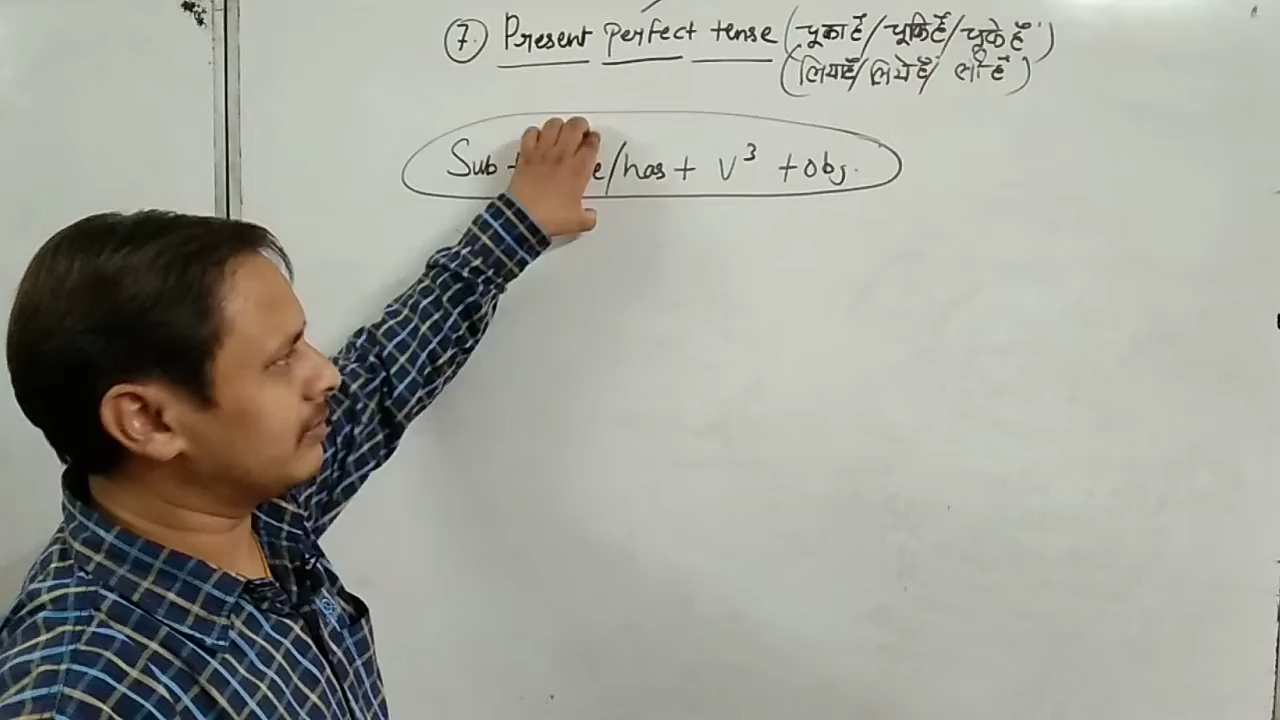 7. Present perfect tense (चूका हैं/चूकि हैं/चूके हैं)
(लिया हैं/लिये हैं/ ली हैं)
Sub + e/has + V³ + obj.